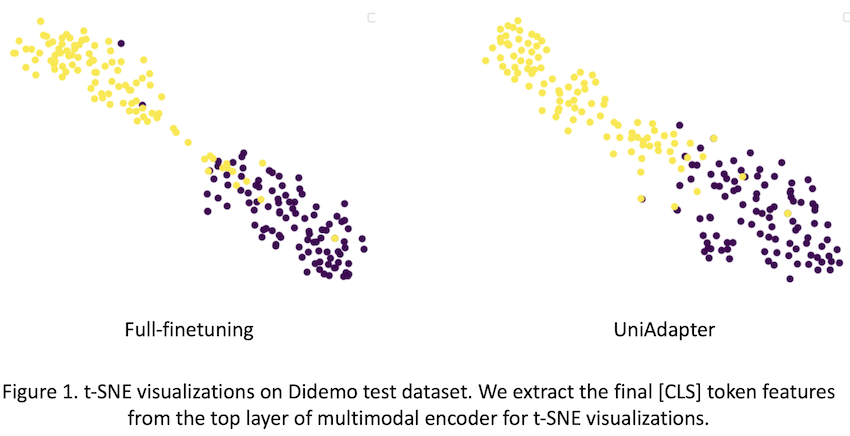 Full-finetuning
UniAdapter
Figure 1. t-SNE visualizations on Didemo test dataset. We extract the final [CLS] token features
from the top layer of multimodal encoder for t-SNE visualizations.